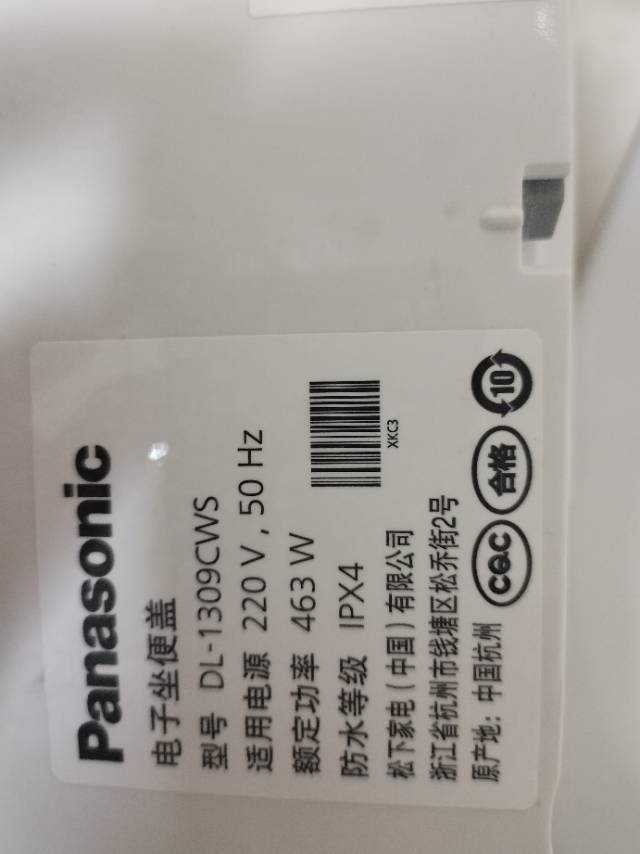 Panasonic
电子坐便盖
型号 DL-1309CWS
适用电源 220 V , 50 Hz
额定功率 463 W
防水等级 IPX4
XKC3
松下家电(中国)有限公司
浙江省杭州市钱塘区松乔街2号
原产地: 中国杭州
CQC
合格
10